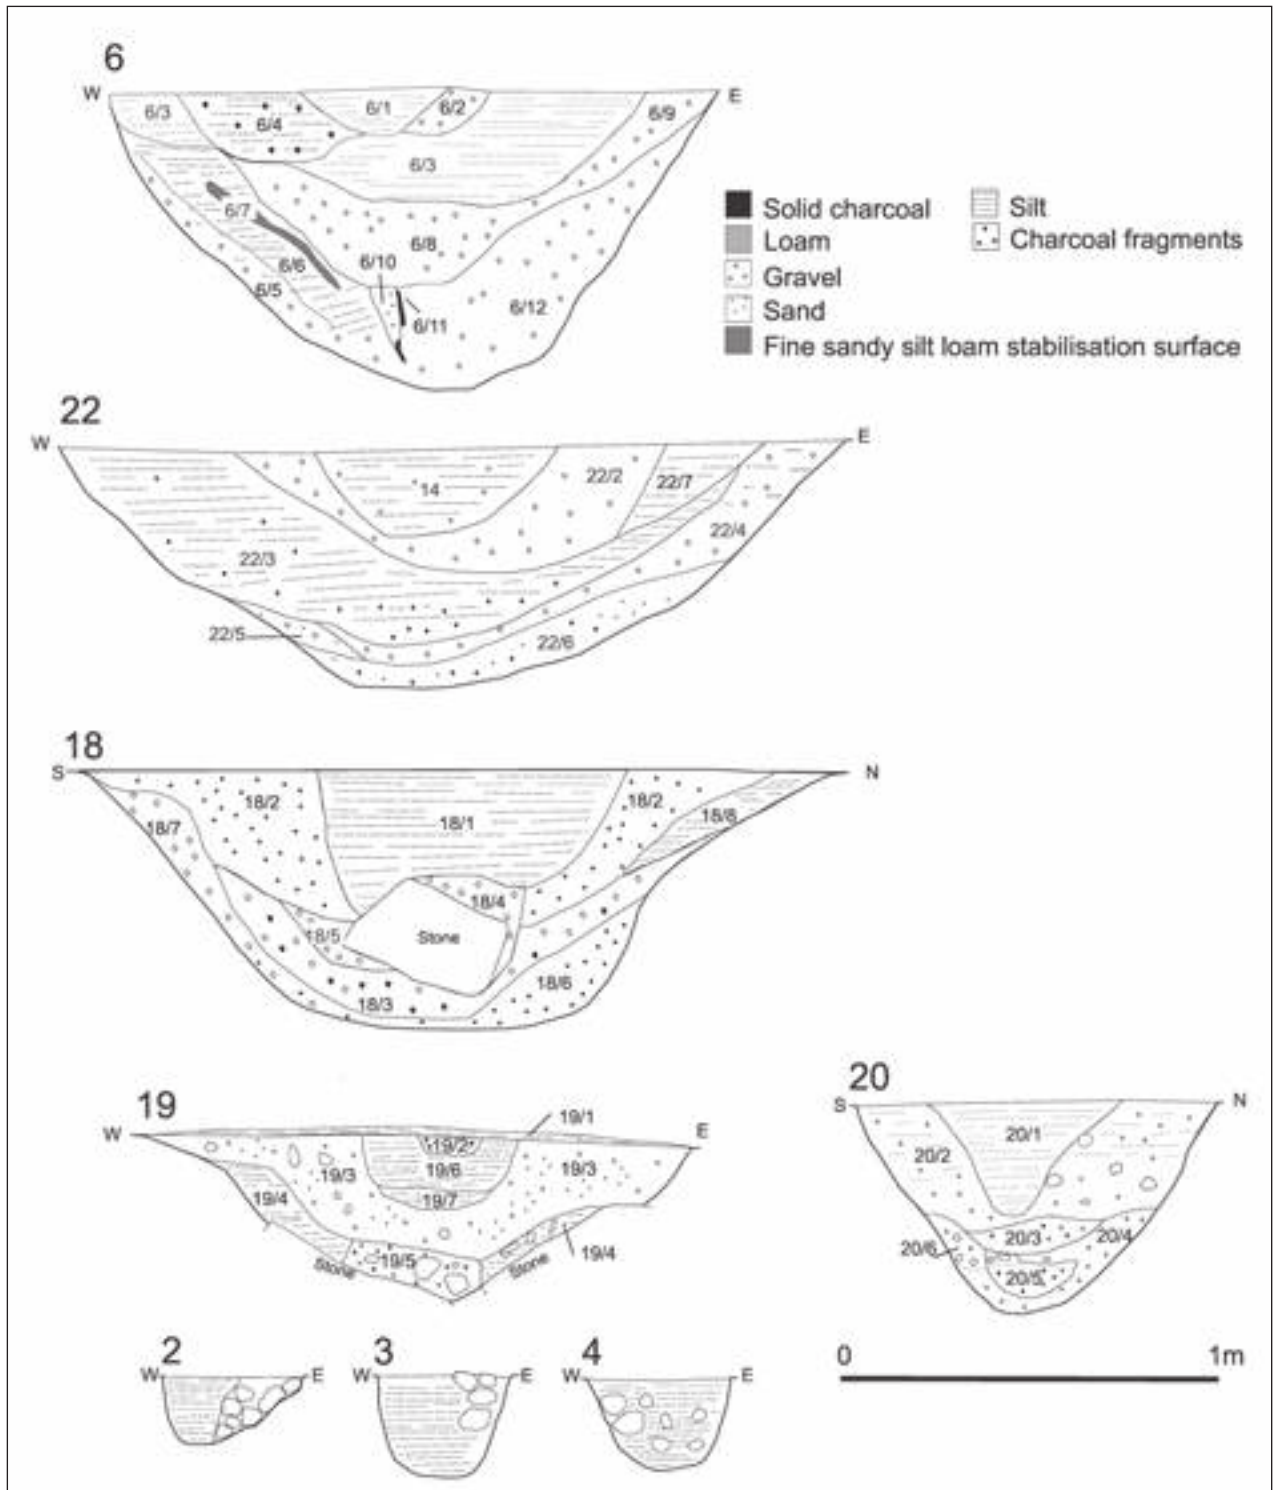 6
W
E
6/3
6/4
6/1
6/2
6/9
6/3
6/7
6/8
6/6
6/10
6/5
6/11
6/12
Solid charcoal
Silt
Loam
Charcoal fragments
Gravel
Sand
Fine sandy silt loam stabilisation surface
22
W
E
14
22/2
22/7
22/3
22/4
22/5
22/6
18
S
N
18/2
18/2
18/7
18/1
18/8
18/4
18/5
Stone
18/3
18/6
19
W
E
19/1
19/2
19/3
19/6
19/3
19/4
19/7
19/5
19/4
Stone
Stone
20
S
N
20/1
20/2
20/3
20/4
20/6
20/5
2
W
E
3
W
E
4
W
E
0
1m